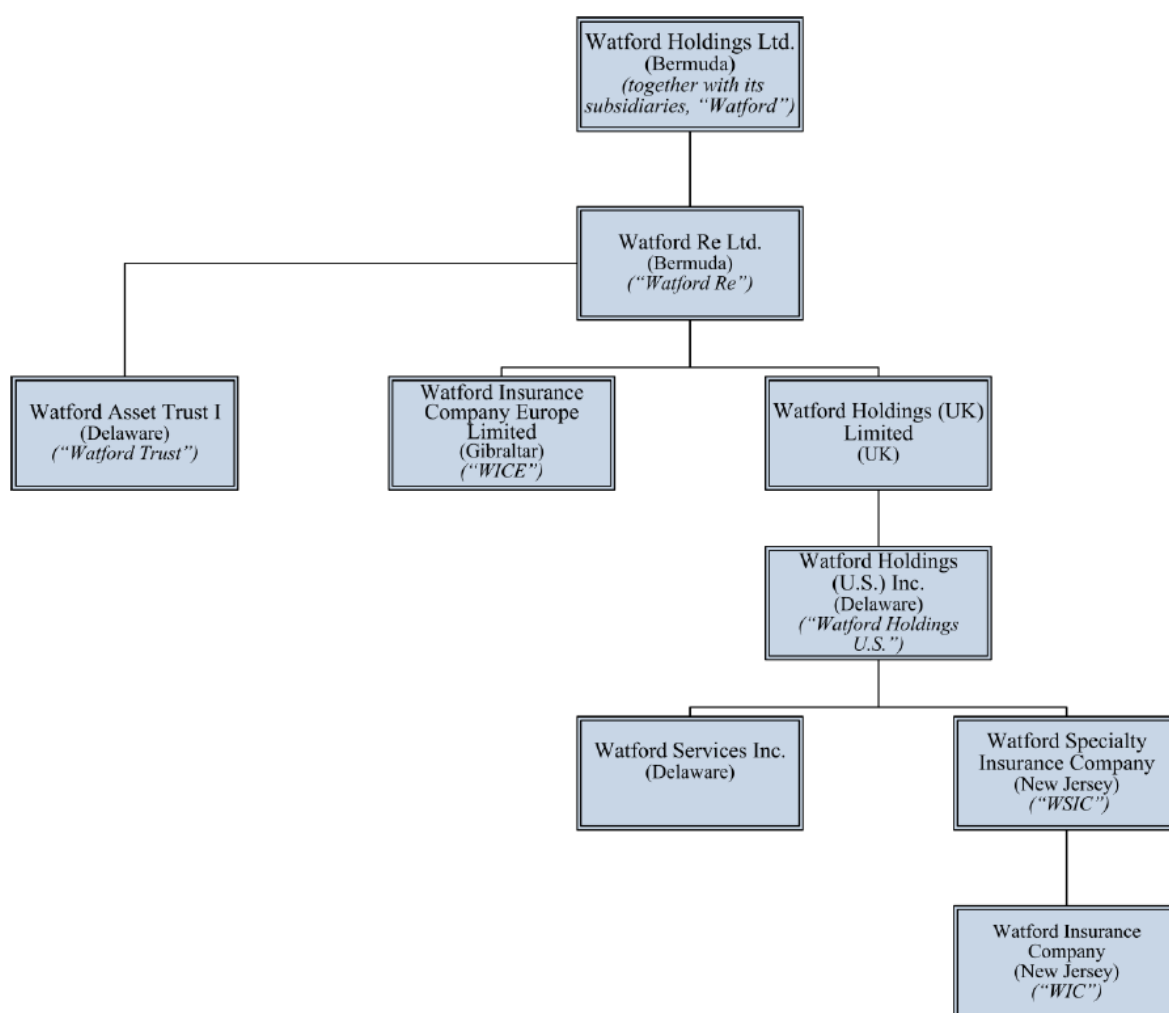 Watford Holdings Ltd.
(Bermuda)
(together with its
subsidiaries, “Watford”)
Watford Re Ltd.
(Bermuda)
(“Watford Re”)
Watford Asset Trust I
(Delaware)
(“Watford Trust”)
Watford Insurance
Company Europe
Limited
(Gibraltar)
(“WICE”)
Watford Holdings (UK)
Limited
(UK)
Watford Holdings
(U.S.) Inc.
(Delaware)
(“Watford Holdings
U.S.”)
Watford Services Inc.
(Delaware)
Watford Specialty
Insurance Company
(New Jersey)
(“WSIC”)
Watford Insurance
Company
(New Jersey)
(“WIC”)